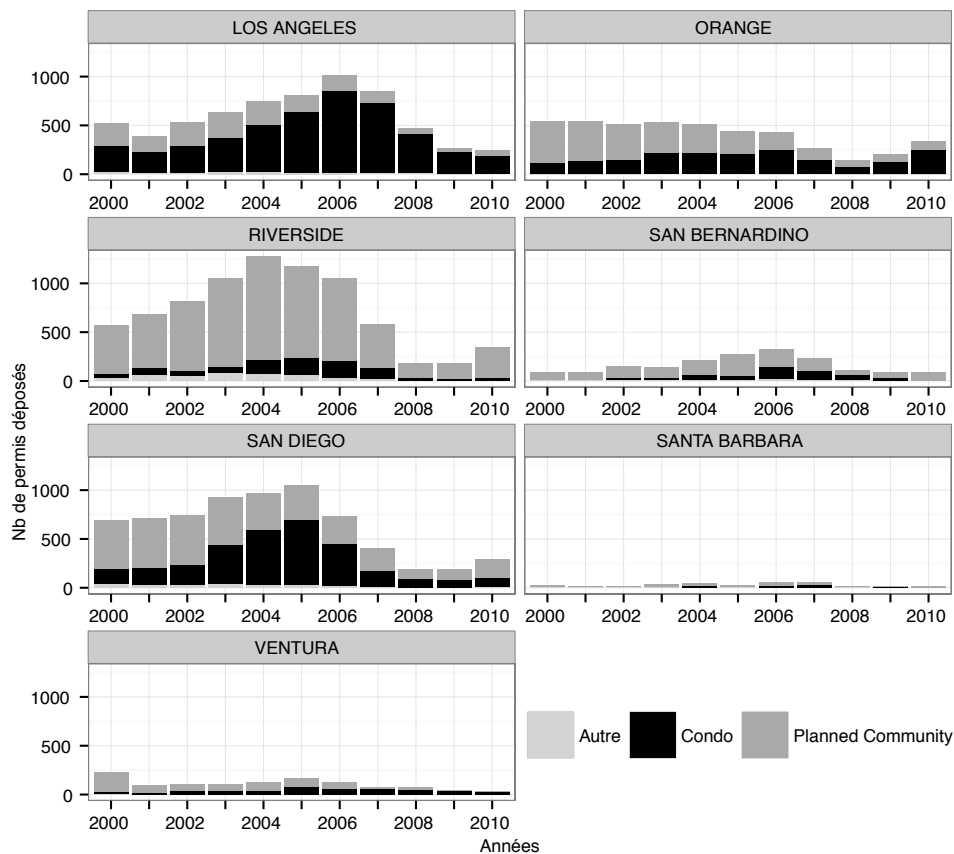 LOS ANGELES ORANGE
1000
500
0
2000 2002 2004 2006 2008 2010 2000 2002 2004 2006 2008 2010
RIVERSIDE SAN BERNARDINO
1000
500
0
2000 2002 2004 2006 2008 2010 2000 2002 2004 2006 2008 2010
SAN DIEGO SANTA BARBARA
1000
500
0
2000 2002 2004 2006 2008 2010 2000 2002 2004 2006 2008 2010
VENTURA
1000
500
0
2000 2002 2004 2006 2008 2010
Années
Nb de permis déposés
Autre Condo Planned Community